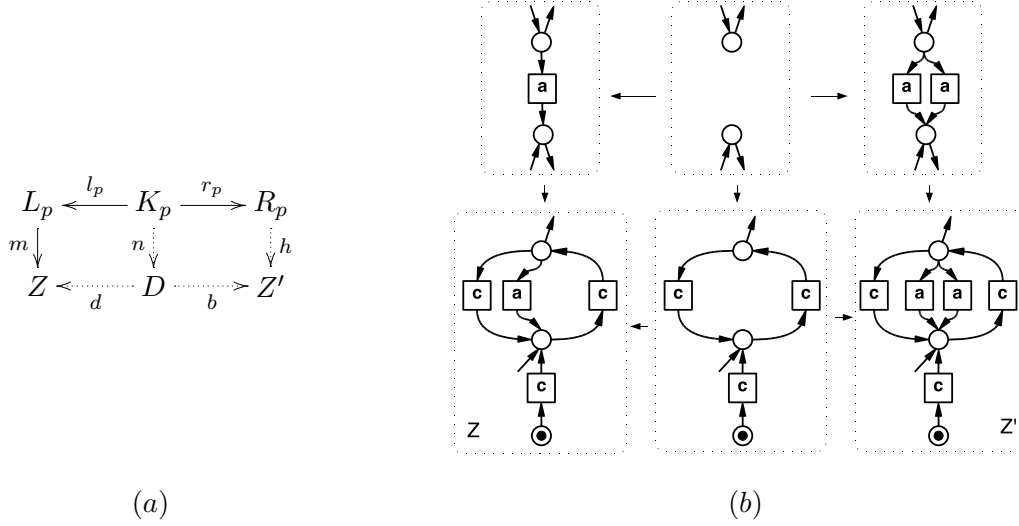 a
a a
l_p r_p
L_p K_p R_p
m n h
Z D Z'
d b
c a c
c c
c a a c
c
c
c
Z
Z'
(a)
(b)